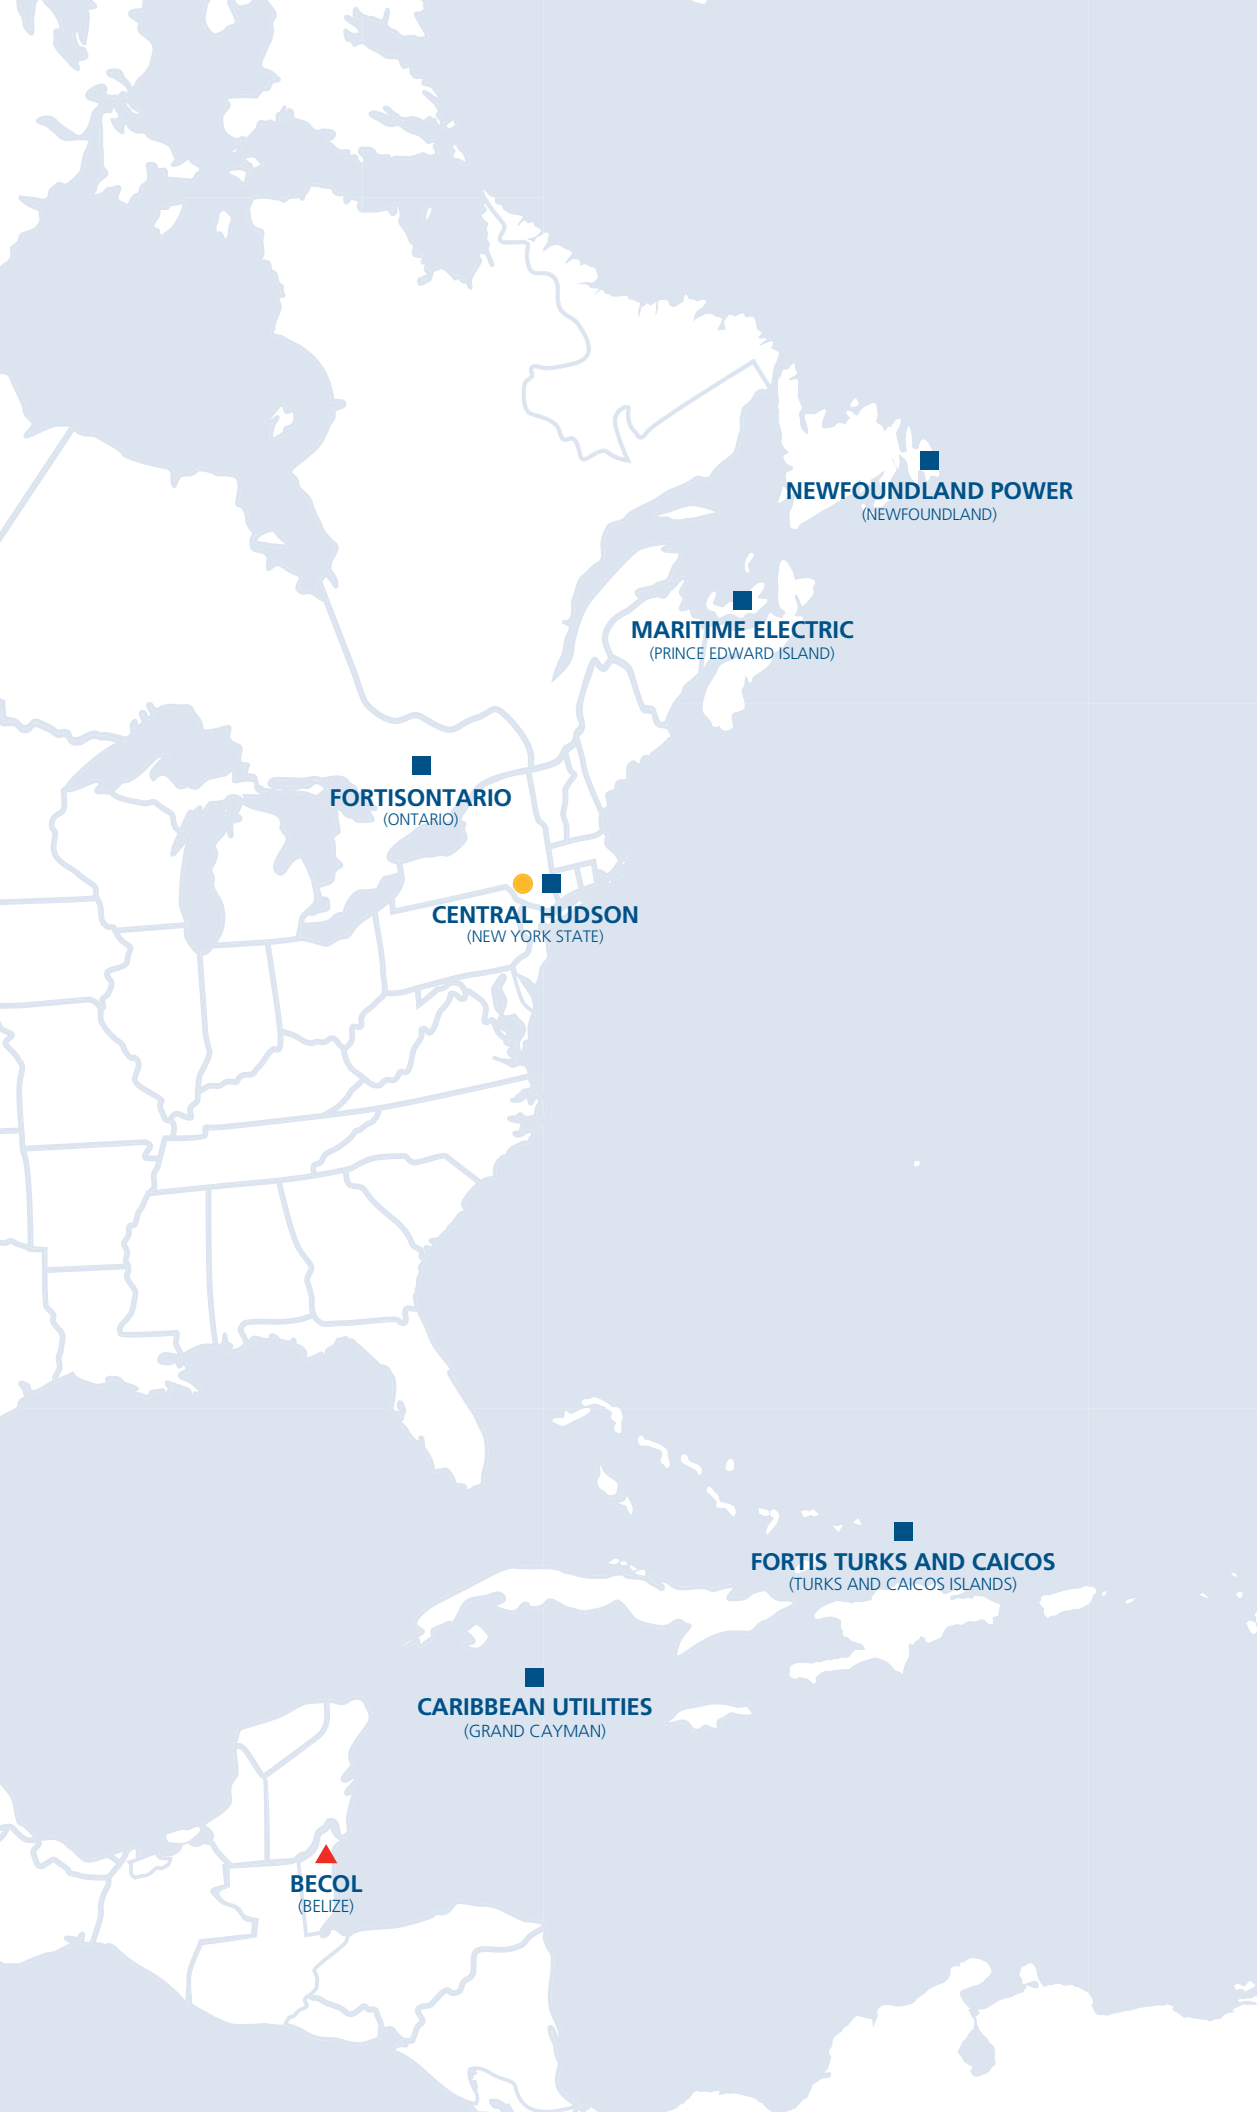 NEWFOUNDLAND POWER
(NEWFOUNDLAND)
MARITIME ELECTRIC
(PRINCE EDWARD ISLAND)
FORTISONTARIO
(ONTARIO)
CENTRAL HUDSON
(NEW YORK STATE)
FORTIS TURKS AND CAICOS
(TURKS AND CAICOS ISLANDS)
CARIBBEAN UTILITIES
(GRAND CAYMAN)
BECOL
(BELIZE)